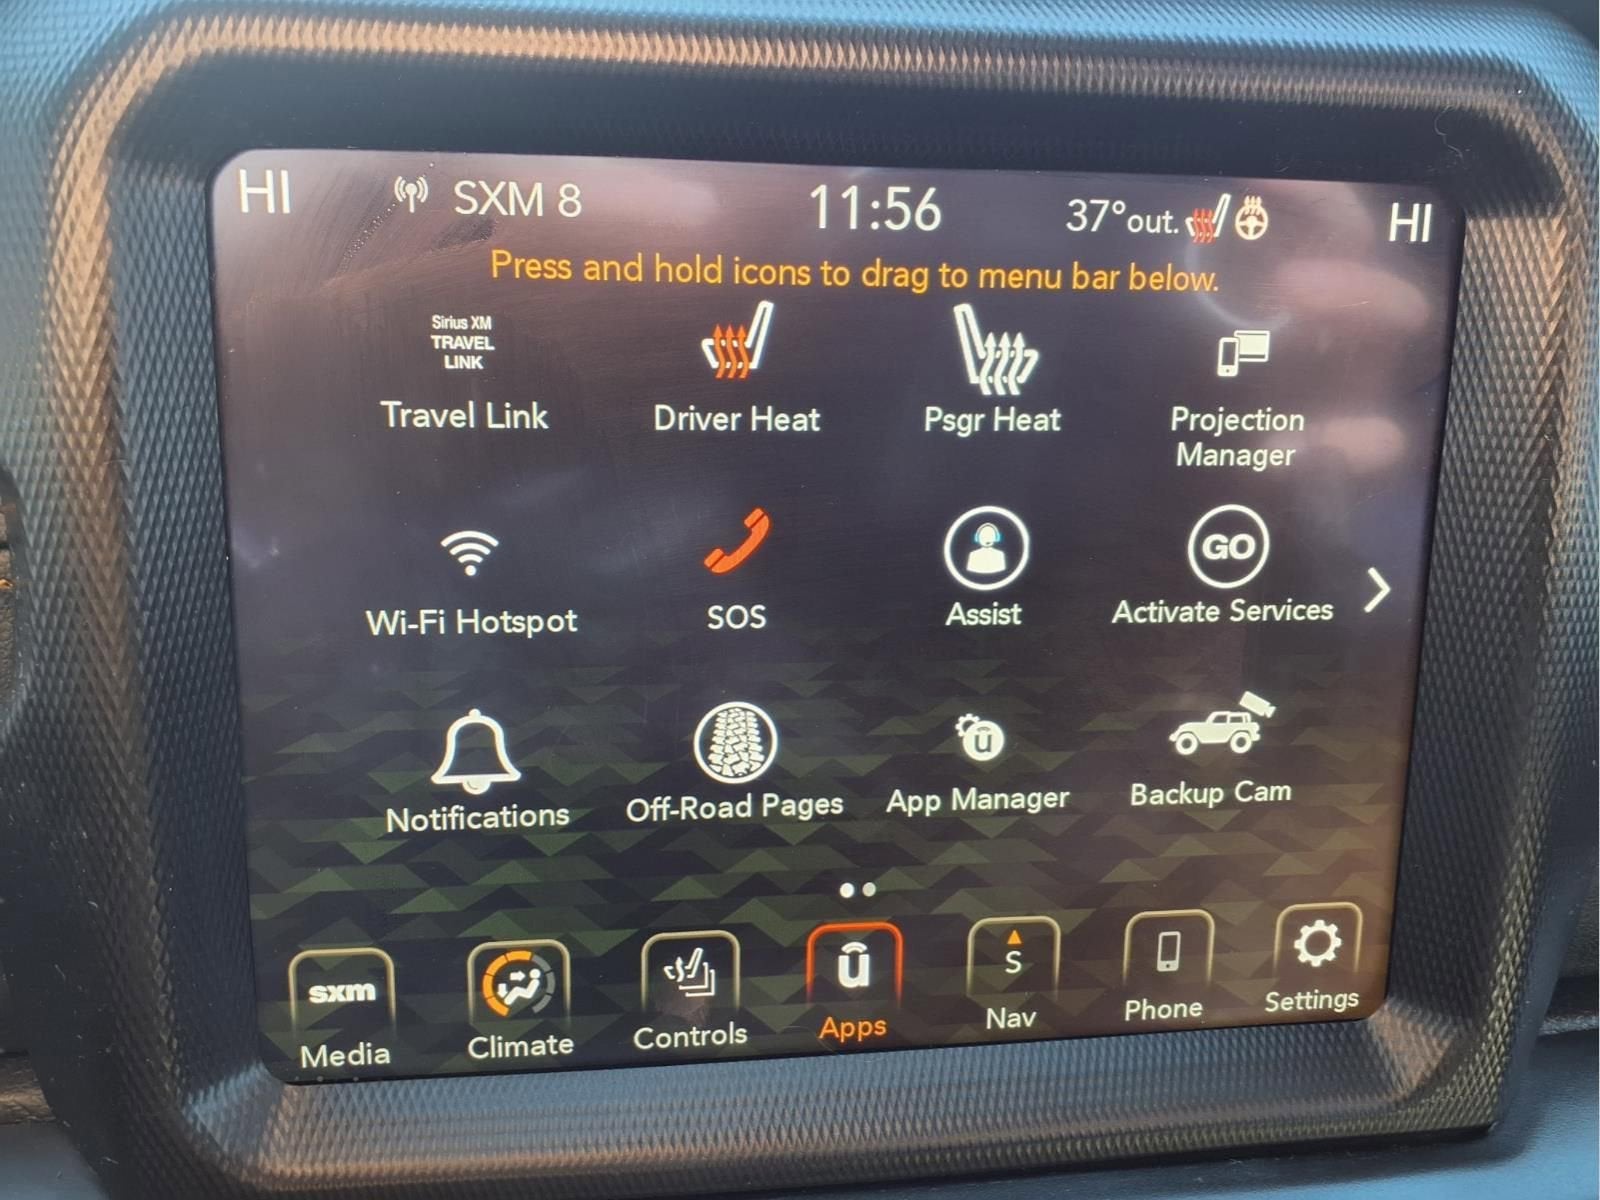 HI SXM 8 11:56 37°out. HI
Press and hold icons to drag to menu bar below.
Sirius XM
TRAVEL
LINK
Travel Link
Driver Heat
Psgr Heat
Projection
Manager
Wi-Fi Hotspot
SOS
Assist
GO
Activate Services
Notifications
Off-Road Pages
ū
App Manager
Backup Cam
sxm
Media
Climate
Controls
ū
Apps
S
Nav
Phone
Settings